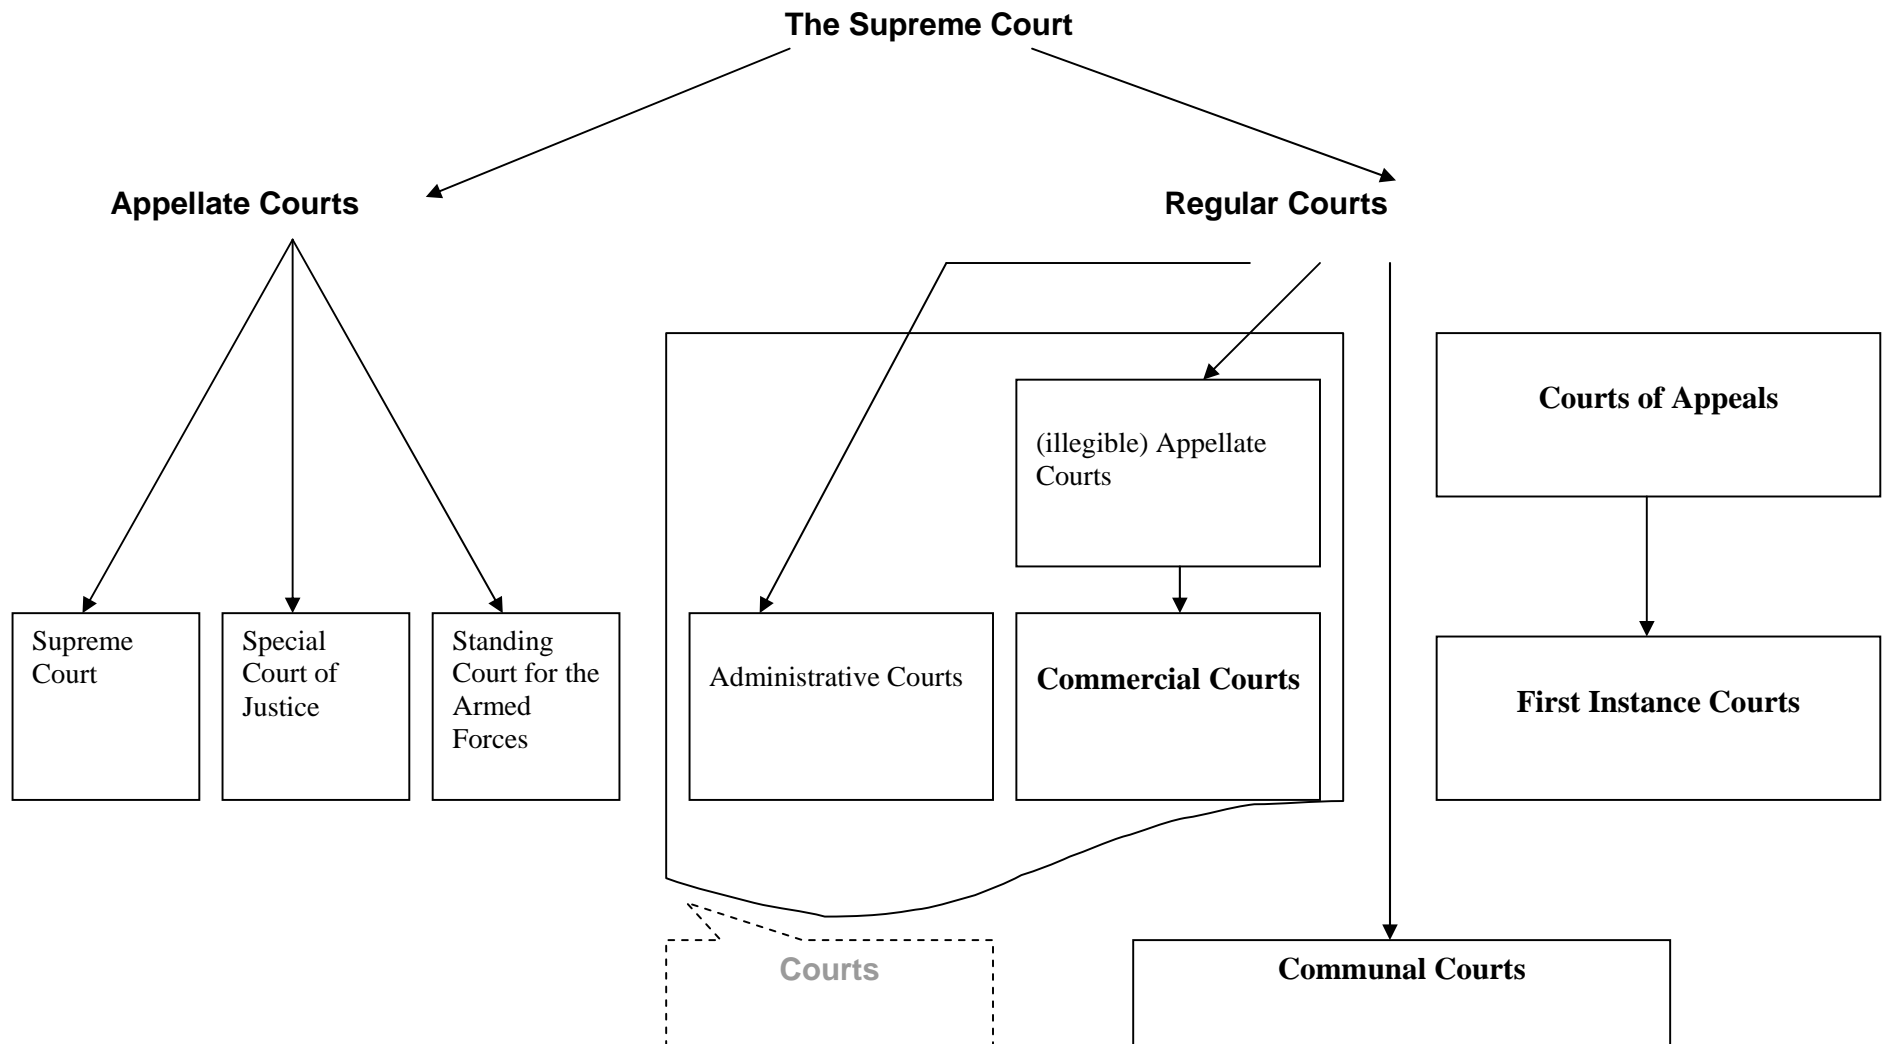 The Supreme Court
Appellate Courts
Regular Courts
Courts of Appeals
(illegible) Appellate
Courts
Supreme
Court
Special
Court of
Justice
Standing
Court for the
Armed
Forces
Administrative Courts
Commercial Courts
First Instance Courts
Courts
Communal Courts